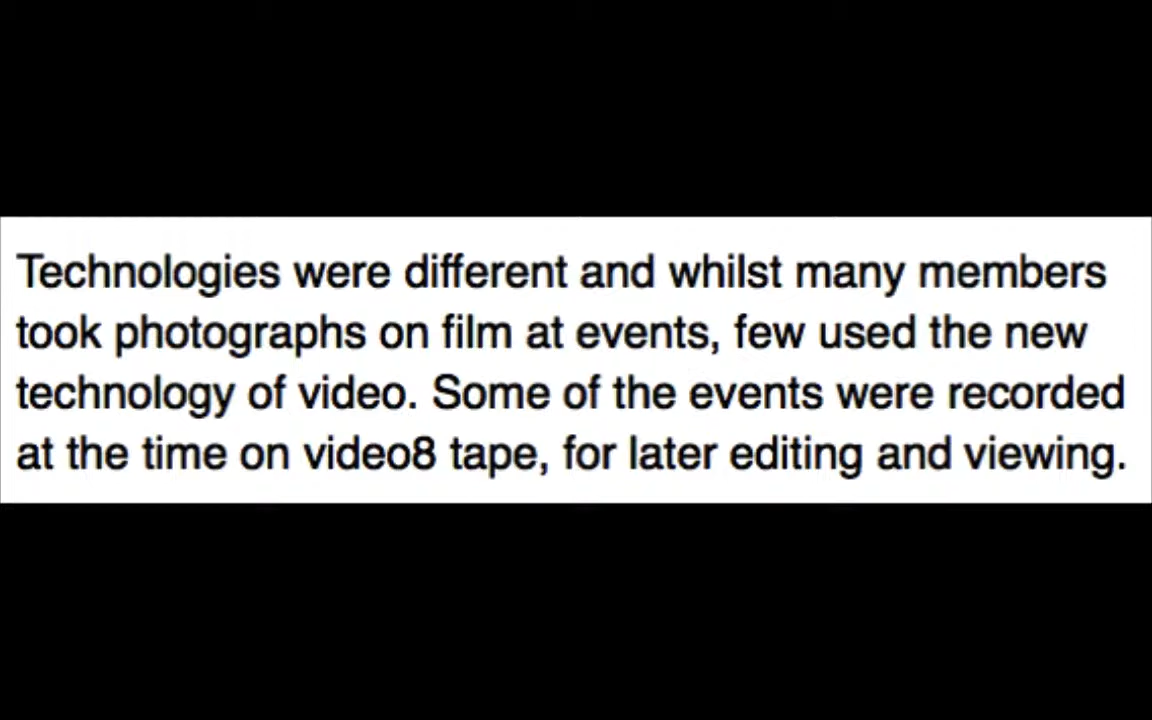 Technologies were different and whilst many members
took photographs on film at events, few used the new
technology of video. Some of the events were recorded
at the time on video8 tape, for later editing and viewing.